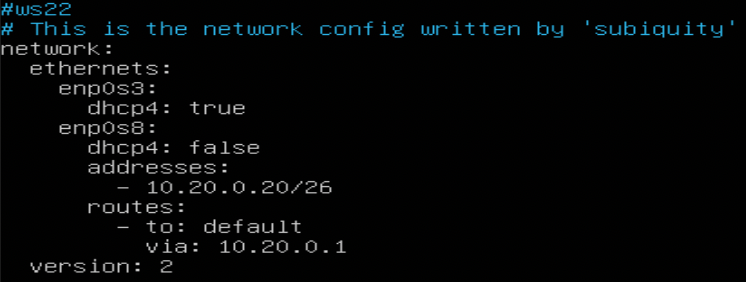 #ws22
# This is the network config written by 'subiquity'
network:
  ethernets:
    enp0s3:
      dhcp4: true
    enp0s8:
      dhcp4: false
      addresses:
        - 10.20.0.20/26
      routes:
        - to: default
          via: 10.20.0.1
  version: 2